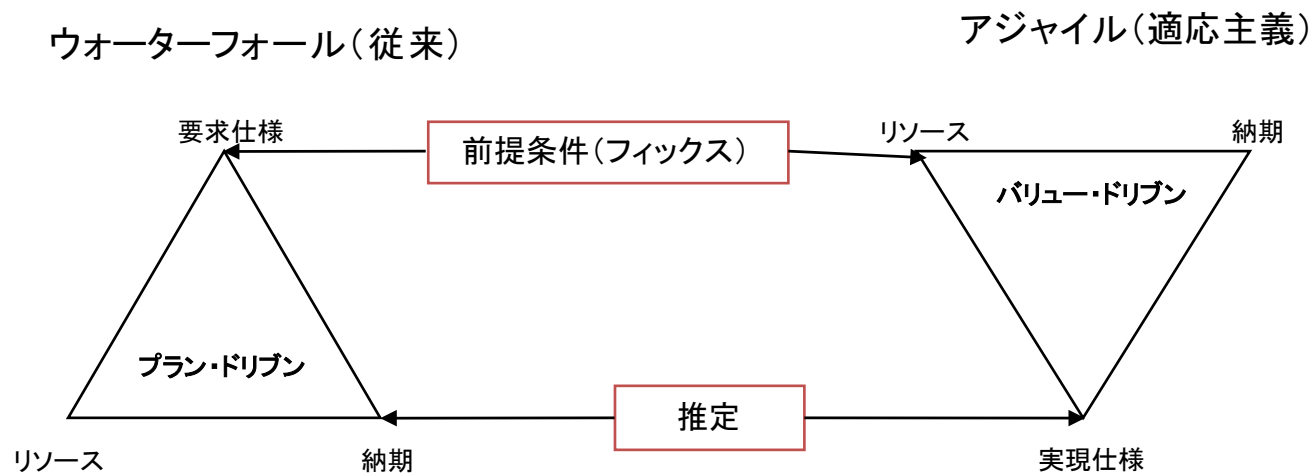 ウォーターフォール(従来)
アジャイル(適応主義)
要求仕様
前提条件(フィックス)
リソース
納期
バリュー・ドリブン
プラン・ドリブン
推定
リソース
納期
実現仕様